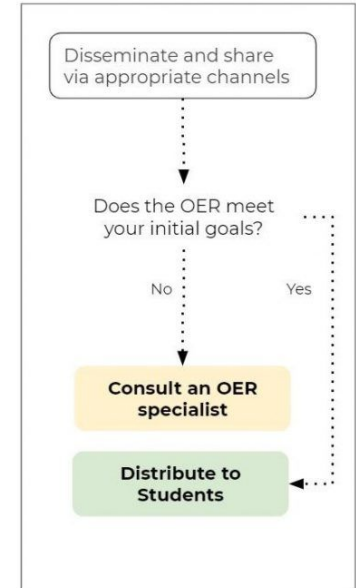 Disseminate and share
via appropriate channels
Does the OER meet
your initial goals?
No
Yes
Consult an OER
specialist
Distribute to
Students